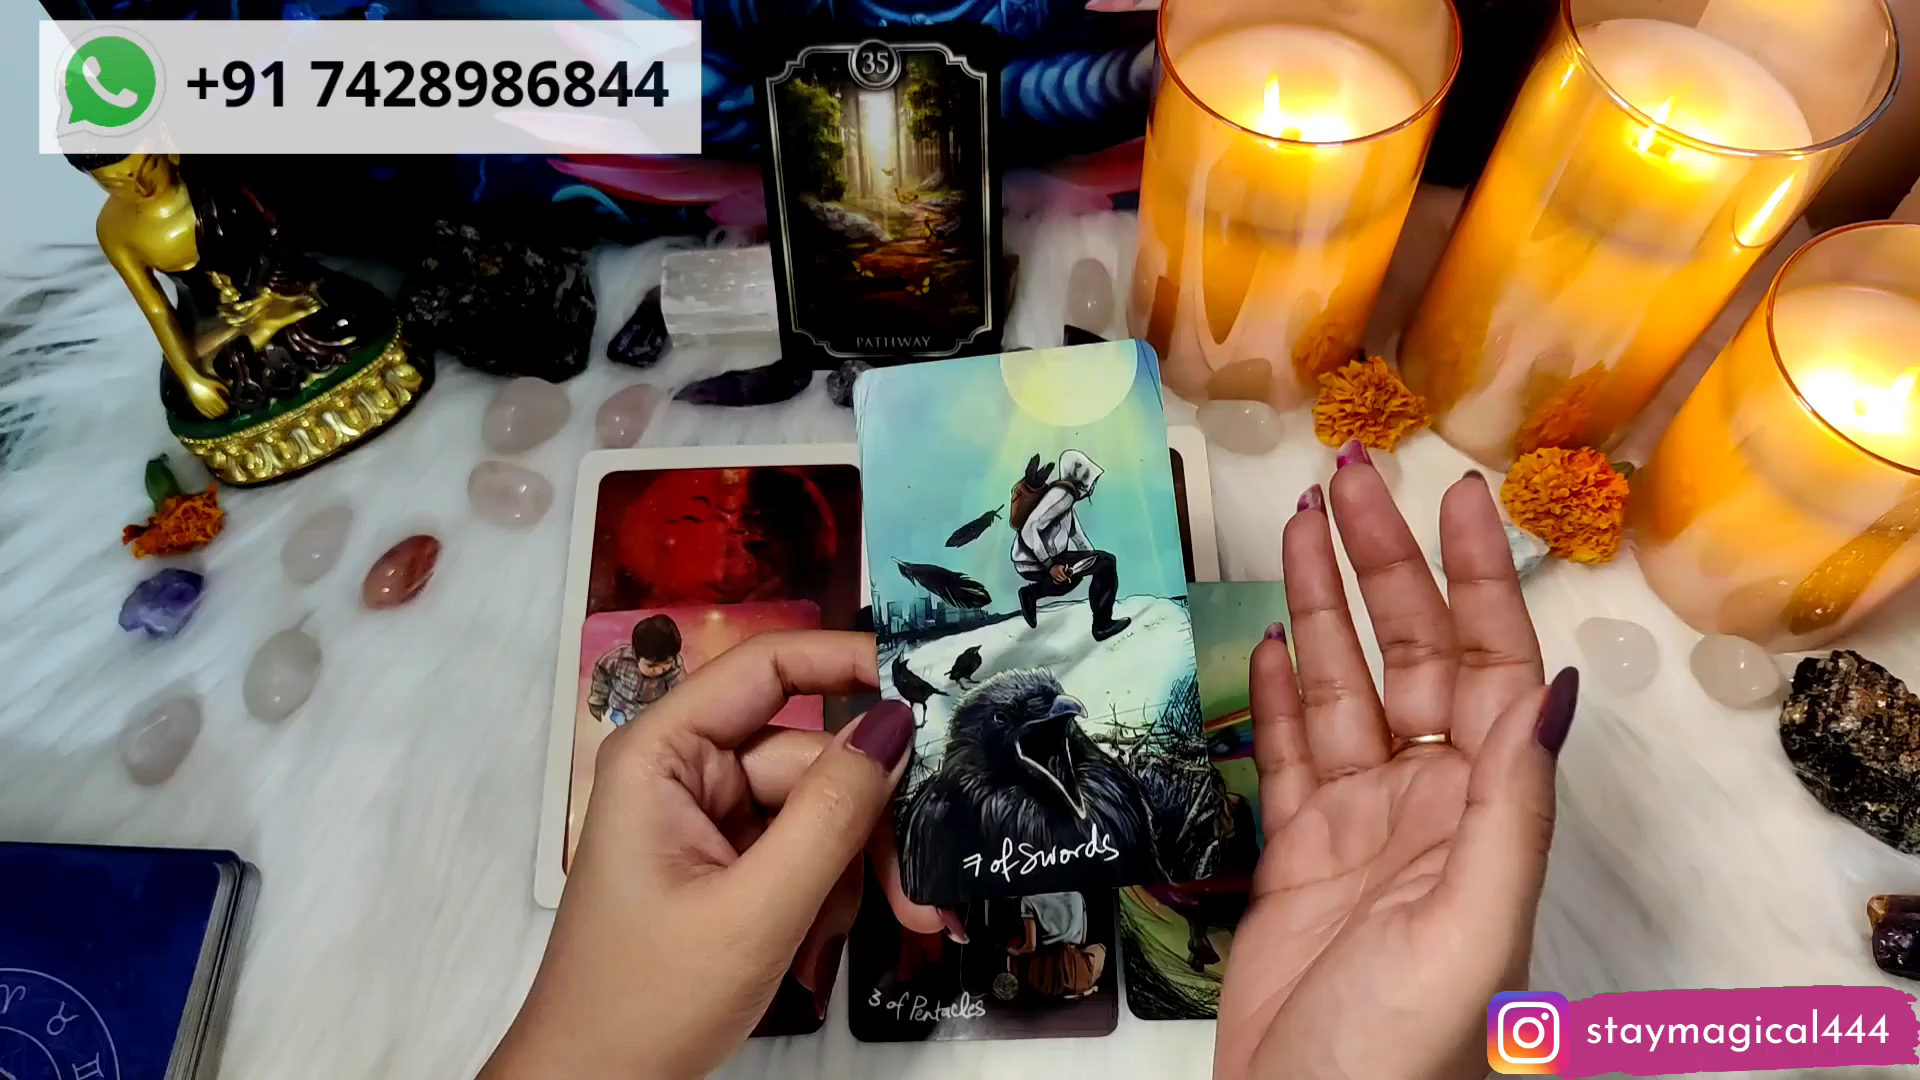 +91 7428986844
35
PATHWAY
7 of Swords
3 of Pentacles
staymagical444